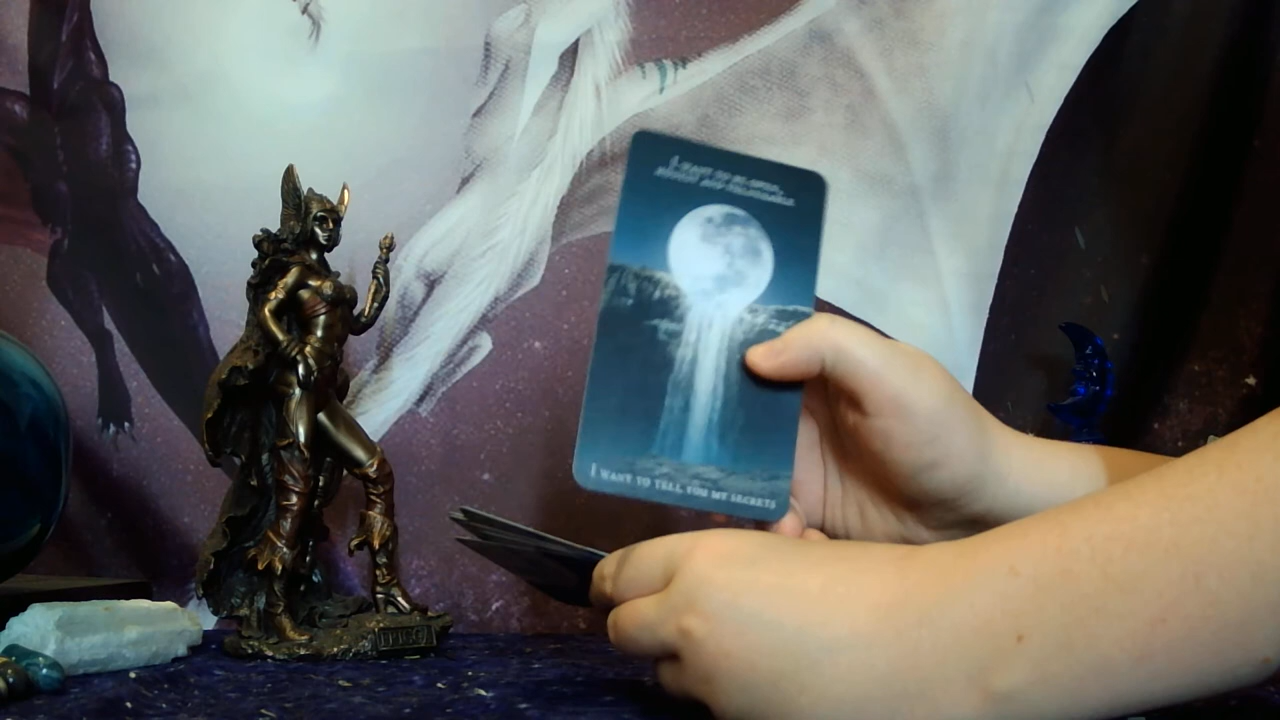 I WANT TO BE OPEN,
HONEST AND VULNERABLE
I WANT TO TELL YOU MY SECRETS